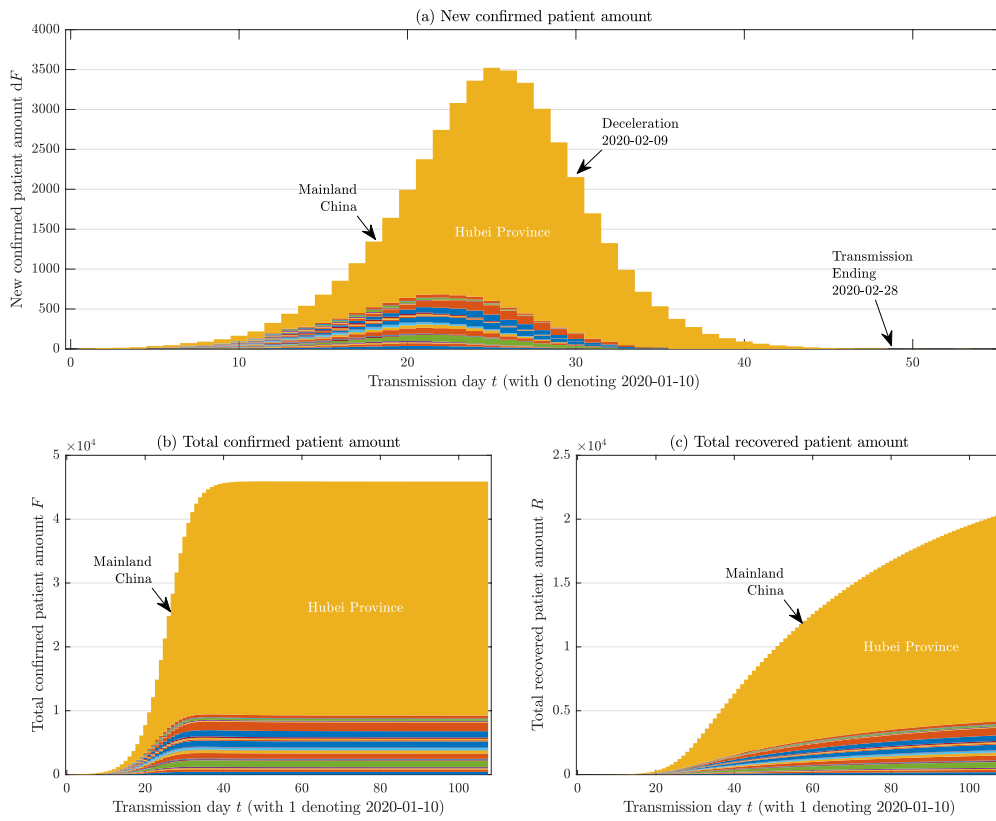 (a) New confirmed patient amount
4000
3500
3000
2500
2000
1500
1000
500
0
New confirmed patient amount dF
Deceleration
2020-02-09
Mainland
China
Hubei Province
Transmission
Ending
2020-02-28
0 10 20 30 40 50
Transmission day t (with 0 denoting 2020-01-10)
(b) Total confirmed patient amount
×10^4
5
4
3
2
1
0
Total confirmed patient amount F
Mainland
China
Hubei Province
0 20 40 60 80 100
Transmission day t (with 1 denoting 2020-01-10)
(c) Total recovered patient amount
×10^4
2.5
2
1.5
1
0.5
0
Total recovered patient amount R
Mainland
China
Hubei Province
0 20 40 60 80 100
Transmission day t (with 1 denoting 2020-01-10)